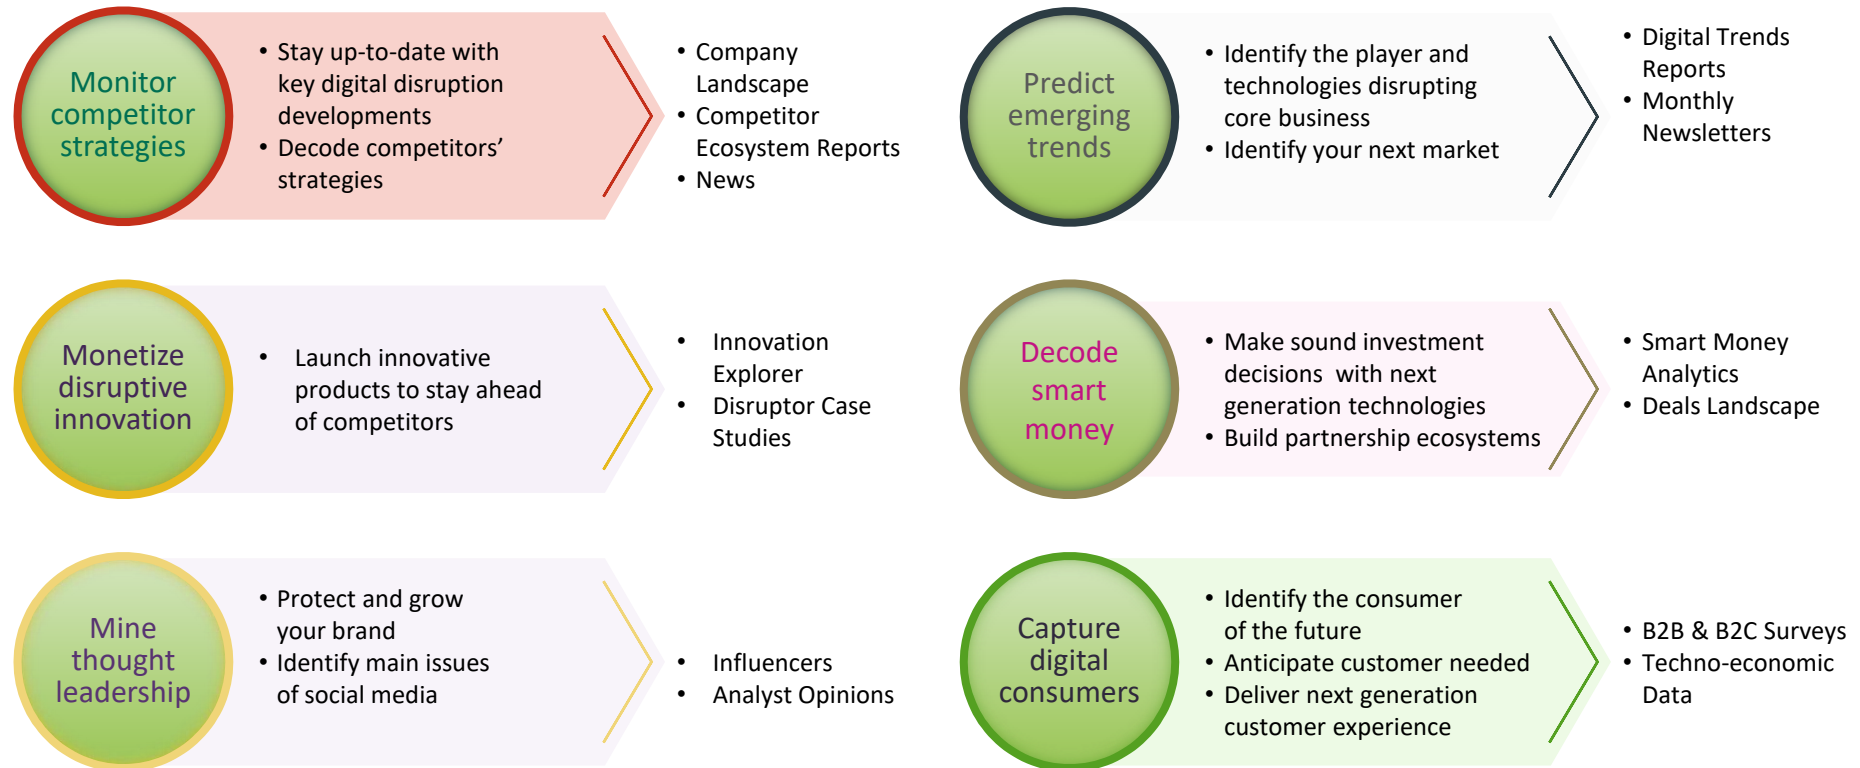 Monitor
competitor
strategies
• Stay up-to-date with
key digital disruption
developments
• Decode competitors’
strategies
• Company
Landscape
• Competitor
Ecosystem Reports
• News
Predict
emerging
trends
• Identify the player and
technologies disrupting
core business
• Identify your next market
• Digital Trends
Reports
• Monthly
Newsletters
Monetize
disruptive
innovation
• Launch innovative
products to stay ahead
of competitors
• Innovation
Explorer
• Disruptor Case
Studies
Decode
smart
money
• Make sound investment
decisions with next
generation technologies
• Build partnership ecosystems
• Smart Money
Analytics
• Deals Landscape
Mine
thought
leadership
• Protect and grow
your brand
• Identify main issues
of social media
• Influencers
• Analyst Opinions
Capture
digital
consumers
• Identify the consumer
of the future
• Anticipate customer needed
• Deliver next generation
customer experience
• B2B & B2C Surveys
• Techno-economic
Data